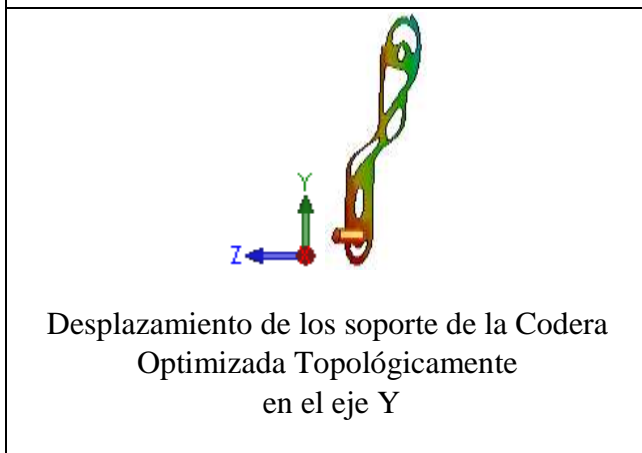 Y
Z
Desplazamiento de los soporte de la Codera
Optimizada Topológicamente
en el eje Y